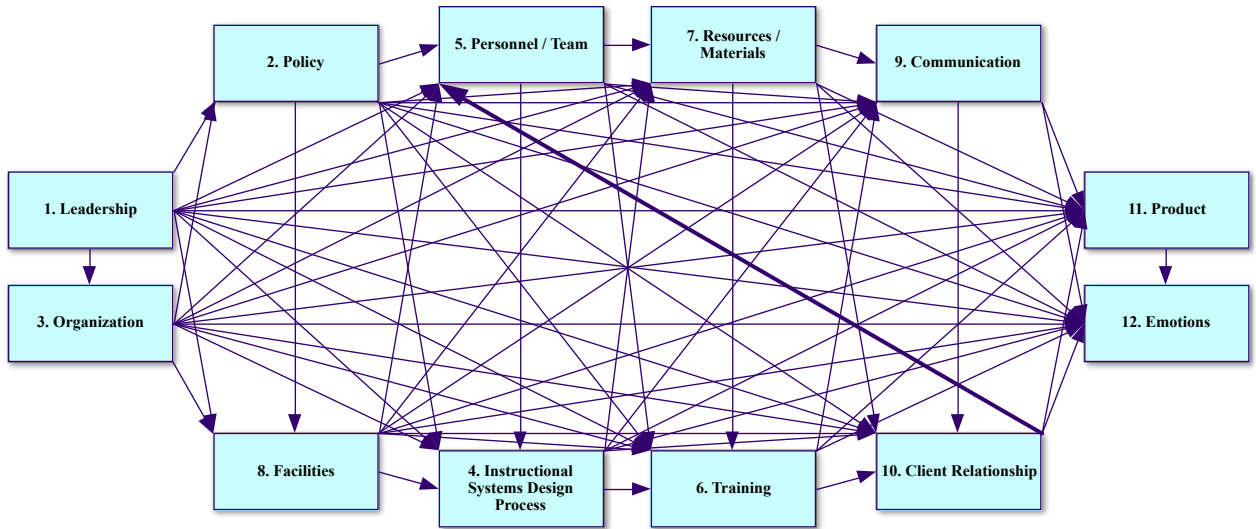 5. Personnel / Team
7. Resources /
Materials
2. Policy
9. Communication
1. Leadership
11. Product
3. Organization
12. Emotions
8. Facilities
4. Instructional
Systems Design
Process
6. Training
10. Client Relationship